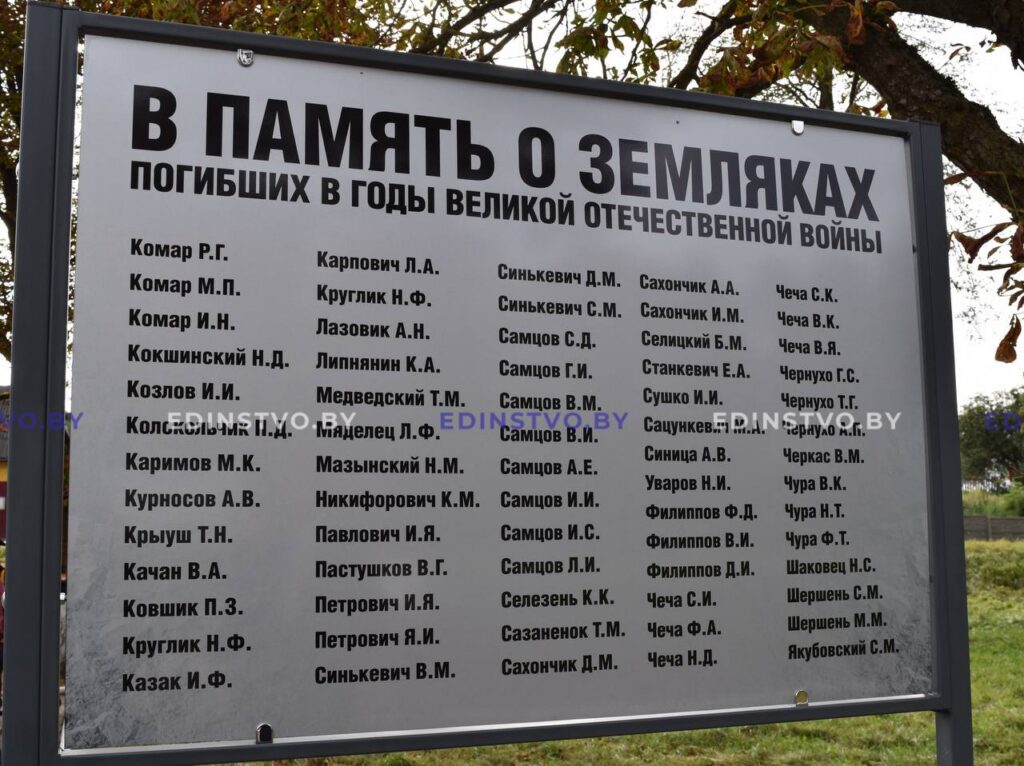 В ПАМЯТЬ О ЗЕМЛЯКАХ
ПОГИБШИХ В ГОДЫ ВЕЛИКОЙ ОТЕЧЕСТВЕННОЙ ВОЙНЫ
Комар Р.Г.
Комар М.П.
Комар И.Н.
Кокшинский Н.Д.
Козлов И.И.
Колокольчик П.Д.
Каримов М.К.
Курносов А.В.
Крыуш Т.Н.
Качан В.А.
Ковшик П.З.
Круглик Н.Ф.
Казак И.Ф.
Карпович Л.А.
Круглик Н.Ф.
Лазовик А.Н.
Липнянин К.А.
Медведский Т.М.
Мяделец Л.Ф.
Мазынский Н.М.
Никифорович К.М.
Павлович И.Я.
Пастушков В.Г.
Петрович И.Я.
Петрович Я.И.
Синькевич В.М.
Синькевич Д.М.
Синькевич С.М.
Самцов С.Д.
Самцов Г.И.
Самцов В.М.
Самцов В.И.
Самцов А.Е.
Самцов И.И.
Самцов И.С.
Самцов Л.И.
Селезень К.К.
Сазаненок Т.М.
Сахончик Д.М.
Сахончик А.А.
Сахончик И.М.
Селицкий Б.М.
Станкевич Е.А.
Сушко И.И.
Сацункевич М.А.
Синица А.В.
Уваров Н.И.
Филиппов Ф.Д.
Филиппов В.И.
Филиппов Д.И.
Чеча С.И.
Чеча Ф.А.
Чеча Н.Д.
Чеча С.К.
Чеча В.К.
Чеча В.Я.
Чернухо Г.С.
Чернухо Т.Г.
Чернухо А.П.
Черкас В.М.
Чура В.К.
Чура Н.Т.
Чура Ф.Т.
Шаковец Н.С.
Шершень С.М.
Шершень М.М.
Якубовский С.М.
EDINSTVO.BY EDINSTVO.BY EDINSTVO.BY